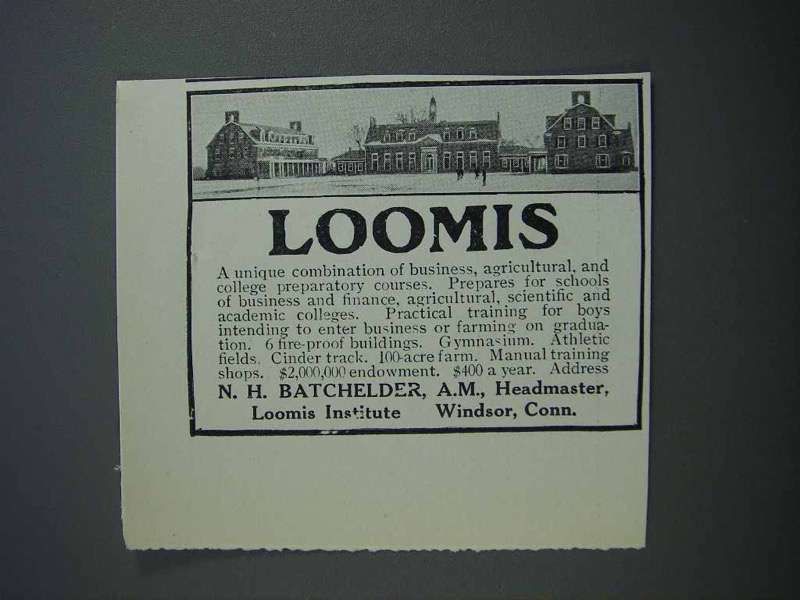 LOOMIS
A unique combination of business, agricultural, and
college preparatory courses. Prepares for schools
of business and finance, agricultural, scientific and
academic colleges. Practical training for boys
intending to enter business or farming on gradua-
tion. 6 fire-proof buildings. Gymnasium. Athletic
fields. Cinder track. 100-acre farm. Manual training
shops. $2,000,000 endowment. $400 a year. Address
N. H. BATCHELDER, A.M., Headmaster,
Loomis Institute Windsor, Conn.